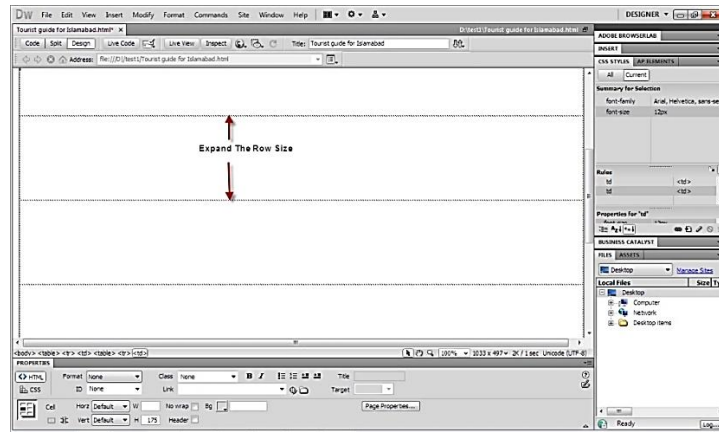 DW File Edit View Insert Modify Format Commands Site Window Help DESIGNER
Tourist guide for Islamabad.html* × D:\test1\Tourist guide for Islamabad.html
Code Split Design Live Code Live View Inspect Title: Tourist guide for Islamabad
Address: file:///D|/test1/Tourist guide for Islamabad.html
Expand The Row Size
<body> <table> <tr> <td> <table> <tr> <td> 100% 1033 x 497 2K / 1 sec Unicode (UTF-8)
PROPERTIES
<> HTML Format None Class None B I Title
CSS ID None Link Target
Cell Horz Default W No wrap Bg Page Properties...
Vert Default H 175 Header
ADOBE BROWSERLAB
INSERT
CSS STYLES AP ELEMENTS
All Current
Summary for Selection
font-family Arial, Helvetica, sans-se
font-size 12px
Rules
td <td>
td <td>
Properties for "td"
BUSINESS CATALYST
FILES ASSETS
Desktop Manage Sites
Local Files Size Ty
Desktop
Computer
Network
Desktop items
Ready Log...